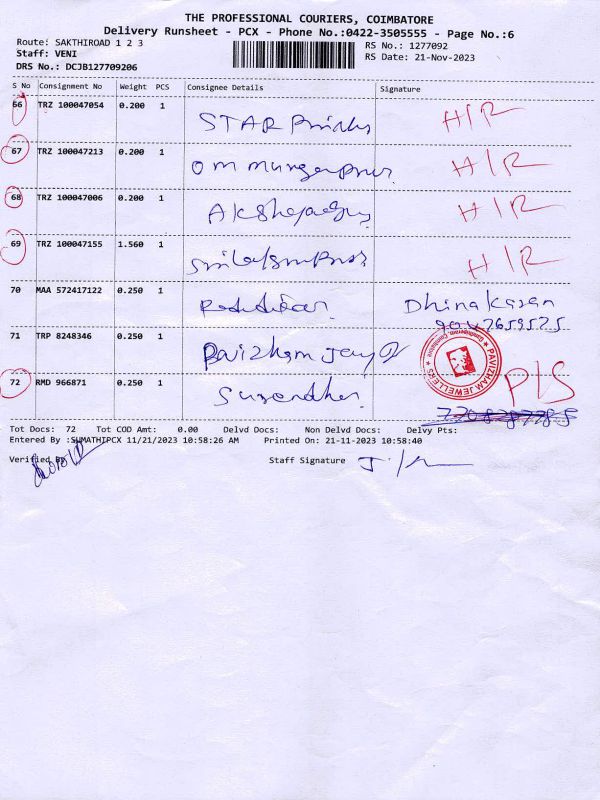 THE PROFESSIONAL COURIERS, COIMBATORE
Delivery Runsheet - PCX - Phone No.:0422-3505555 - Page No.:6
Route: SAKTHIROAD 1 2 3 RS No.: 1277092
Staff: VENI RS Date: 21-Nov-2023
DRS No.: DCJB127709206
S No Consignment No Weight PCS Consignee Details Signature
66 TRZ 100047054 0.200 1 STAR H/R
67 TRZ 100047213 0.200 1 om H/R
68 TRZ 100047006 0.200 1 H/R
69 TRZ 100047155 1.560 1 H/R
70 MAA 572417122 0.250 1 Dhinakaran
71 TRP 8248346 0.250 1 Pavizham PAVIZHAM JEWELLERS
72 RMD 966871 0.250 1 Surendher P/S
Tot Docs: 72 Tot COD Amt: 0.00 Delvd Docs: Non Delvd Docs: Delvy Pts:
Entered By :SUMATHIPCX 11/21/2023 10:58:26 AM Printed On: 21-11-2023 10:58:40
Verified Staff Signature